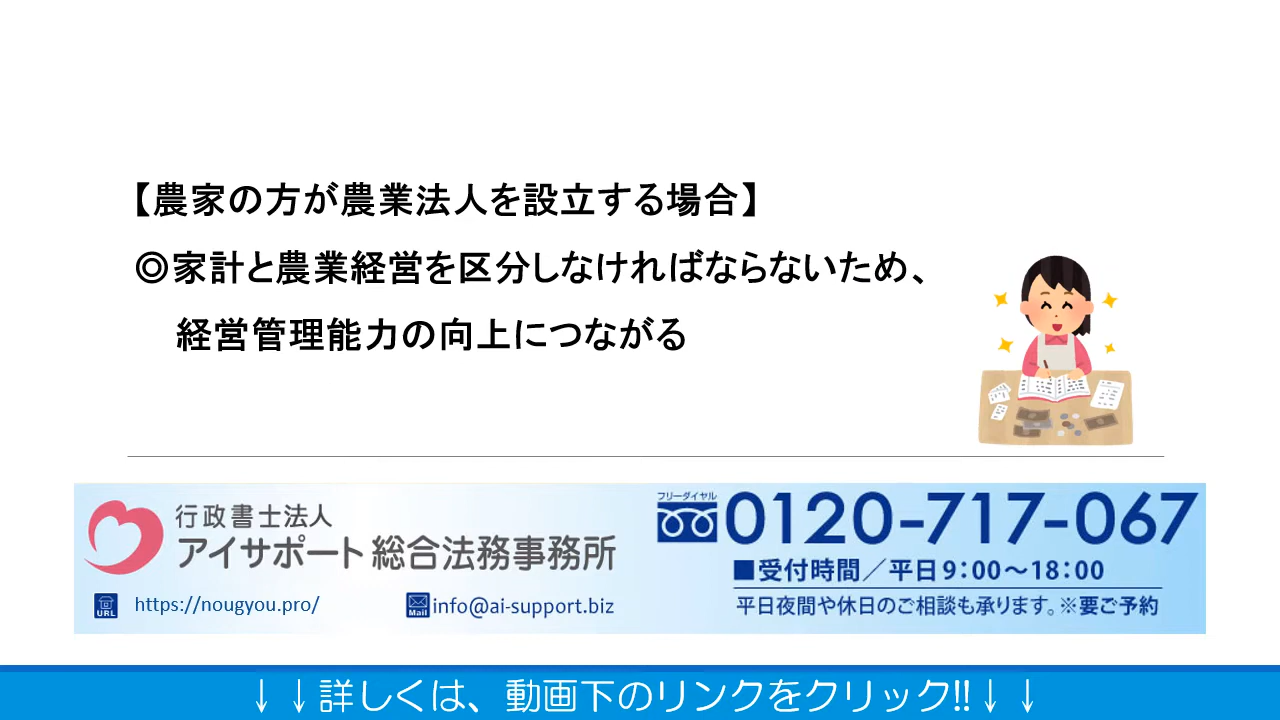 【農家の方が農業法人を設立する場合】
◎家計と農業経営を区分しなければならないため、
経営管理能力の向上につながる
行政書士法人
アイサポート 総合法務事務所
URL https://nougyou.pro/
Mail info@ai-support.biz
フリーダイヤル
0120-717-067
■受付時間／平日9:00〜18:00
平日夜間や休日のご相談も承ります。※要ご予約
↓↓詳しくは、動画下のリンクをクリック!!↓↓